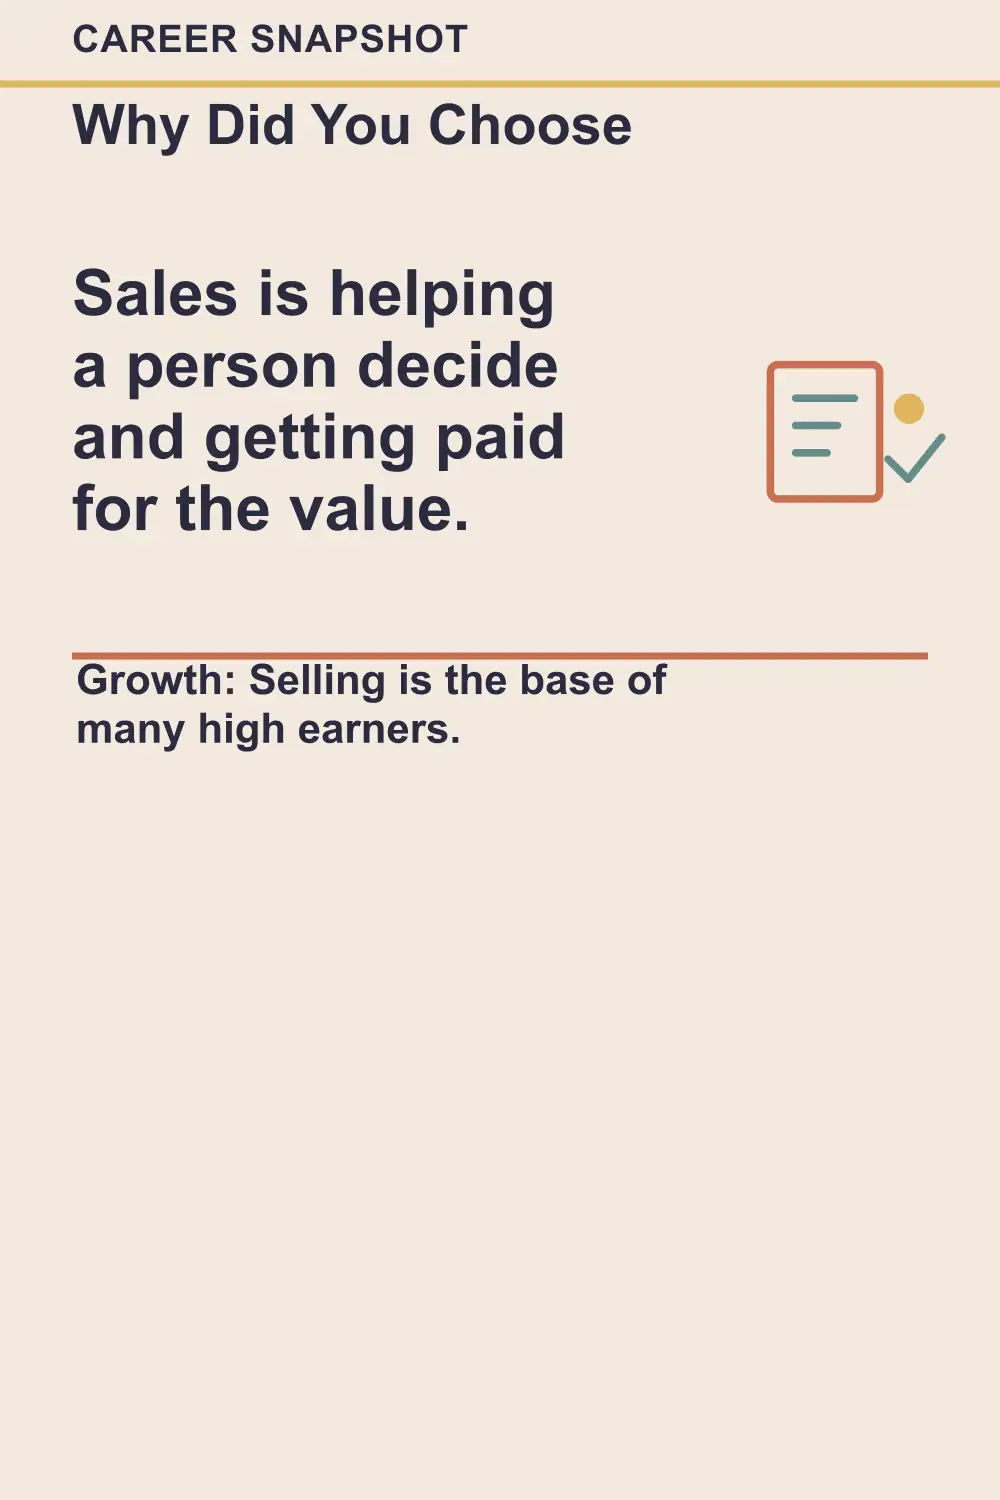 CAREER SNAPSHOT
Why Did You Choose
Sales is helping
a person decide
and getting paid
for the value.
Growth: Selling is the base of
many high earners.